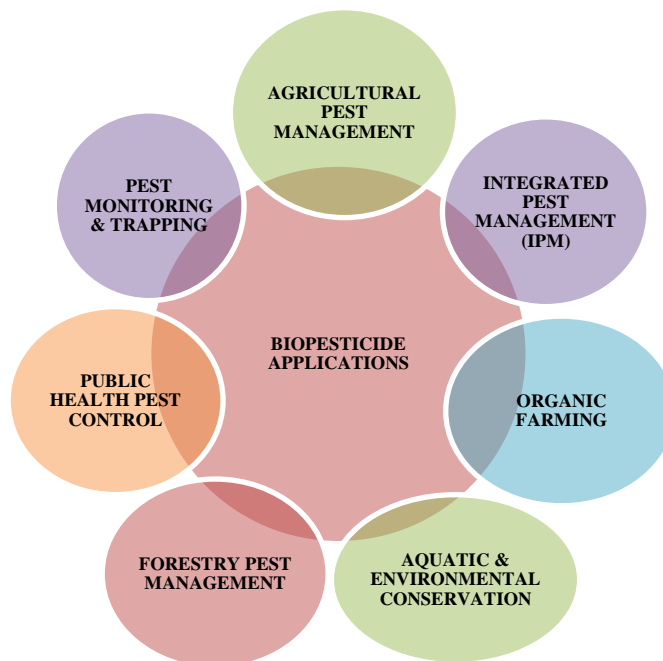 AGRICULTURAL
PEST
MANAGEMENT
INTEGRATED
PEST
MANAGEMENT
(IPM)
ORGANIC
FARMING
AQUATIC &
ENVIRONMENTAL
CONSERVATION
FORESTRY PEST
MANAGEMENT
PUBLIC
HEALTH PEST
CONTROL
PEST
MONITORING
& TRAPPING
BIOPESTICIDE
APPLICATIONS